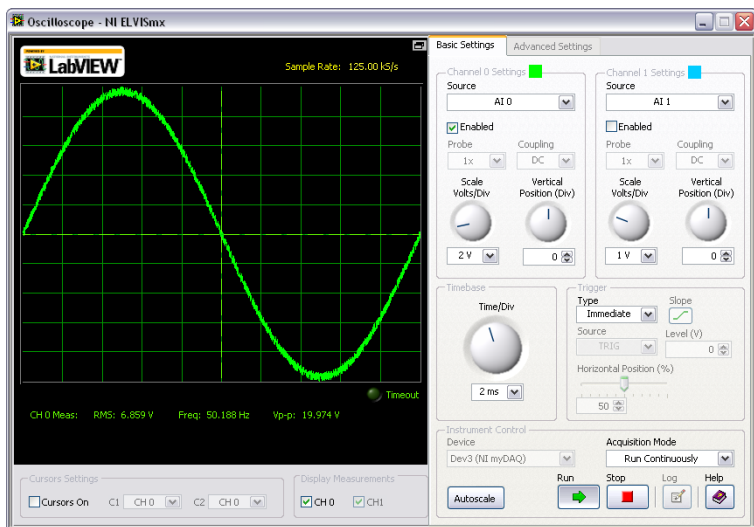 Oscilloscope - NI ELVISmx
POWERED BY
LabVIEW
Sample Rate: 125.00 kS/s
Timeout
CH 0 Meas: RMS: 6.859 V Freq: 50.188 Hz Vp-p: 19.974 V
Cursors Settings
Cursors On C1 CH 0 C2 CH 0
Display Measurements
CH 0 CH1
Basic Settings Advanced Settings
Channel 0 Settings
Source
AI 0
Enabled
Probe Coupling
1x DC
Scale
Volts/Div
Vertical
Position (Div)
2 V 0
Channel 1 Settings
Source
AI 1
Enabled
Probe Coupling
1x DC
Scale
Volts/Div
Vertical
Position (Div)
1 V 0
Timebase
Time/Div
2 ms
Trigger
Type Slope
Immediate
Source Level (V)
TRIG 0
Horizontal Position (%)
50
Instrument Control
Device Acquisition Mode
Dev3 (NI myDAQ) Run Continuously
Run Stop Log Help
Autoscale